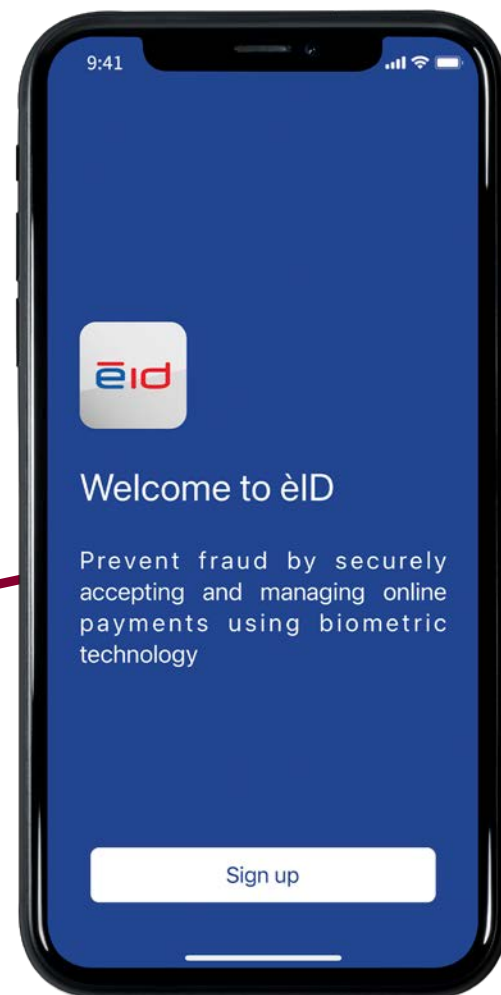 9:41
ēıd
Welcome to èID
Prevent fraud by securely
accepting and managing online
payments using biometric
technology
Sign up